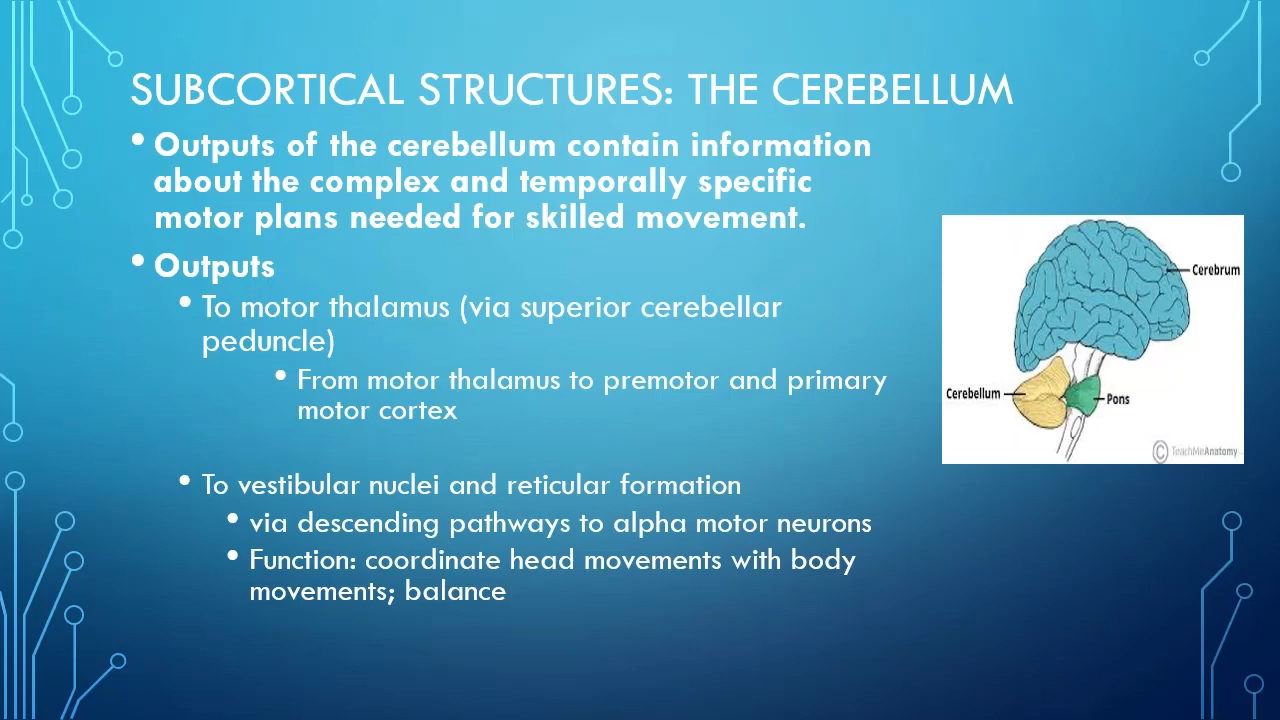 SUBCORTICAL STRUCTURES: THE CEREBELLUM
• Outputs of the cerebellum contain information
about the complex and temporally specific
motor plans needed for skilled movement.
• Outputs
• To motor thalamus (via superior cerebellar
peduncle)
• From motor thalamus to premotor and primary
motor cortex
• To vestibular nuclei and reticular formation
• via descending pathways to alpha motor neurons
• Function: coordinate head movements with body
movements; balance
Cerebrum
Cerebellum
Pons
© TeachMeAnatomy